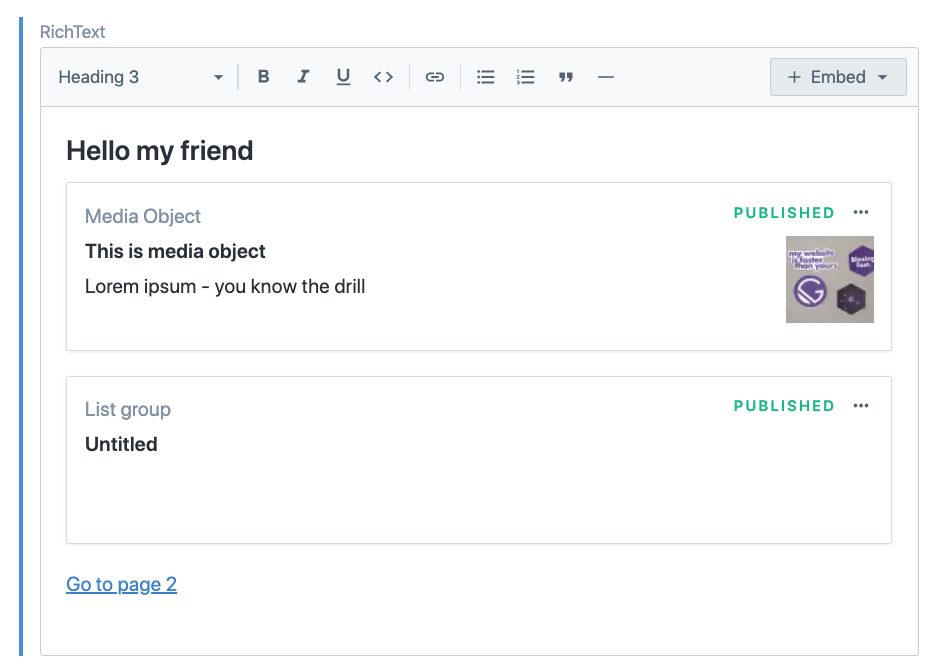 RichText
Heading 3 B I U <> + Embed
Hello my friend
Media Object PUBLISHED
This is media object
Lorem ipsum - you know the drill
my website
is faster
than yours
Blazing
fast.
List group PUBLISHED
Untitled
Go to page 2